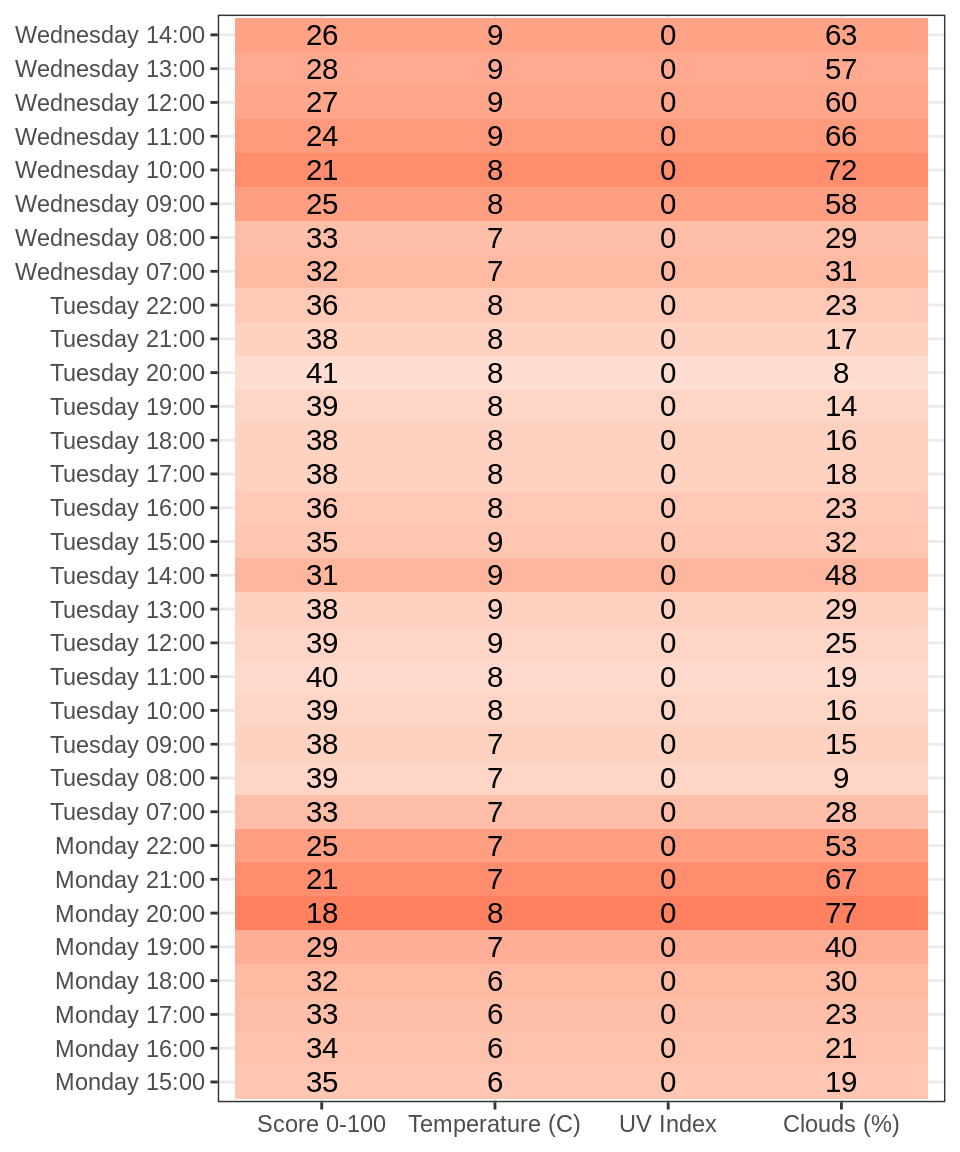 Wednesday 14:00 26 9 0 63
Wednesday 13:00 28 9 0 57
Wednesday 12:00 27 9 0 60
Wednesday 11:00 24 9 0 66
Wednesday 10:00 21 8 0 72
Wednesday 09:00 25 8 0 58
Wednesday 08:00 33 7 0 29
Wednesday 07:00 32 7 0 31
Tuesday 22:00 36 8 0 23
Tuesday 21:00 38 8 0 17
Tuesday 20:00 41 8 0 8
Tuesday 19:00 39 8 0 14
Tuesday 18:00 38 8 0 16
Tuesday 17:00 38 8 0 18
Tuesday 16:00 36 8 0 23
Tuesday 15:00 35 9 0 32
Tuesday 14:00 31 9 0 48
Tuesday 13:00 38 9 0 29
Tuesday 12:00 39 9 0 25
Tuesday 11:00 40 8 0 19
Tuesday 10:00 39 8 0 16
Tuesday 09:00 38 7 0 15
Tuesday 08:00 39 7 0 9
Tuesday 07:00 33 7 0 28
Monday 22:00 25 7 0 53
Monday 21:00 21 7 0 67
Monday 20:00 18 8 0 77
Monday 19:00 29 7 0 40
Monday 18:00 32 6 0 30
Monday 17:00 33 6 0 23
Monday 16:00 34 6 0 21
Monday 15:00 35 6 0 19
Score 0-100 Temperature (C) UV Index Clouds (%)